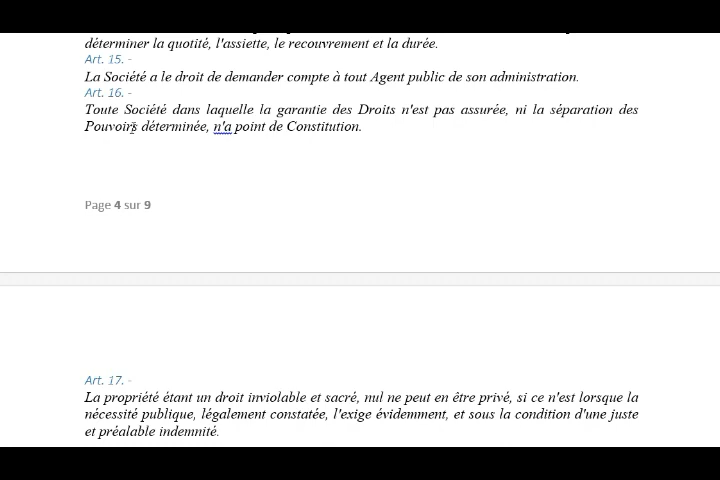 déterminer la quotité, l'assiette, le recouvrement et la durée.
Art. 15. -
La Société a le droit de demander compte à tout Agent public de son administration.
Art. 16. -
Toute Société dans laquelle la garantie des Droits n'est pas assurée, ni la séparation des
Pouvoirs déterminée, n'a point de Constitution.
Page 4 sur 9
Art. 17. -
La propriété étant un droit inviolable et sacré, nul ne peut en être privé, si ce n'est lorsque la
nécessité publique, légalement constatée, l'exige évidemment, et sous la condition d'une juste
et préalable indemnité.